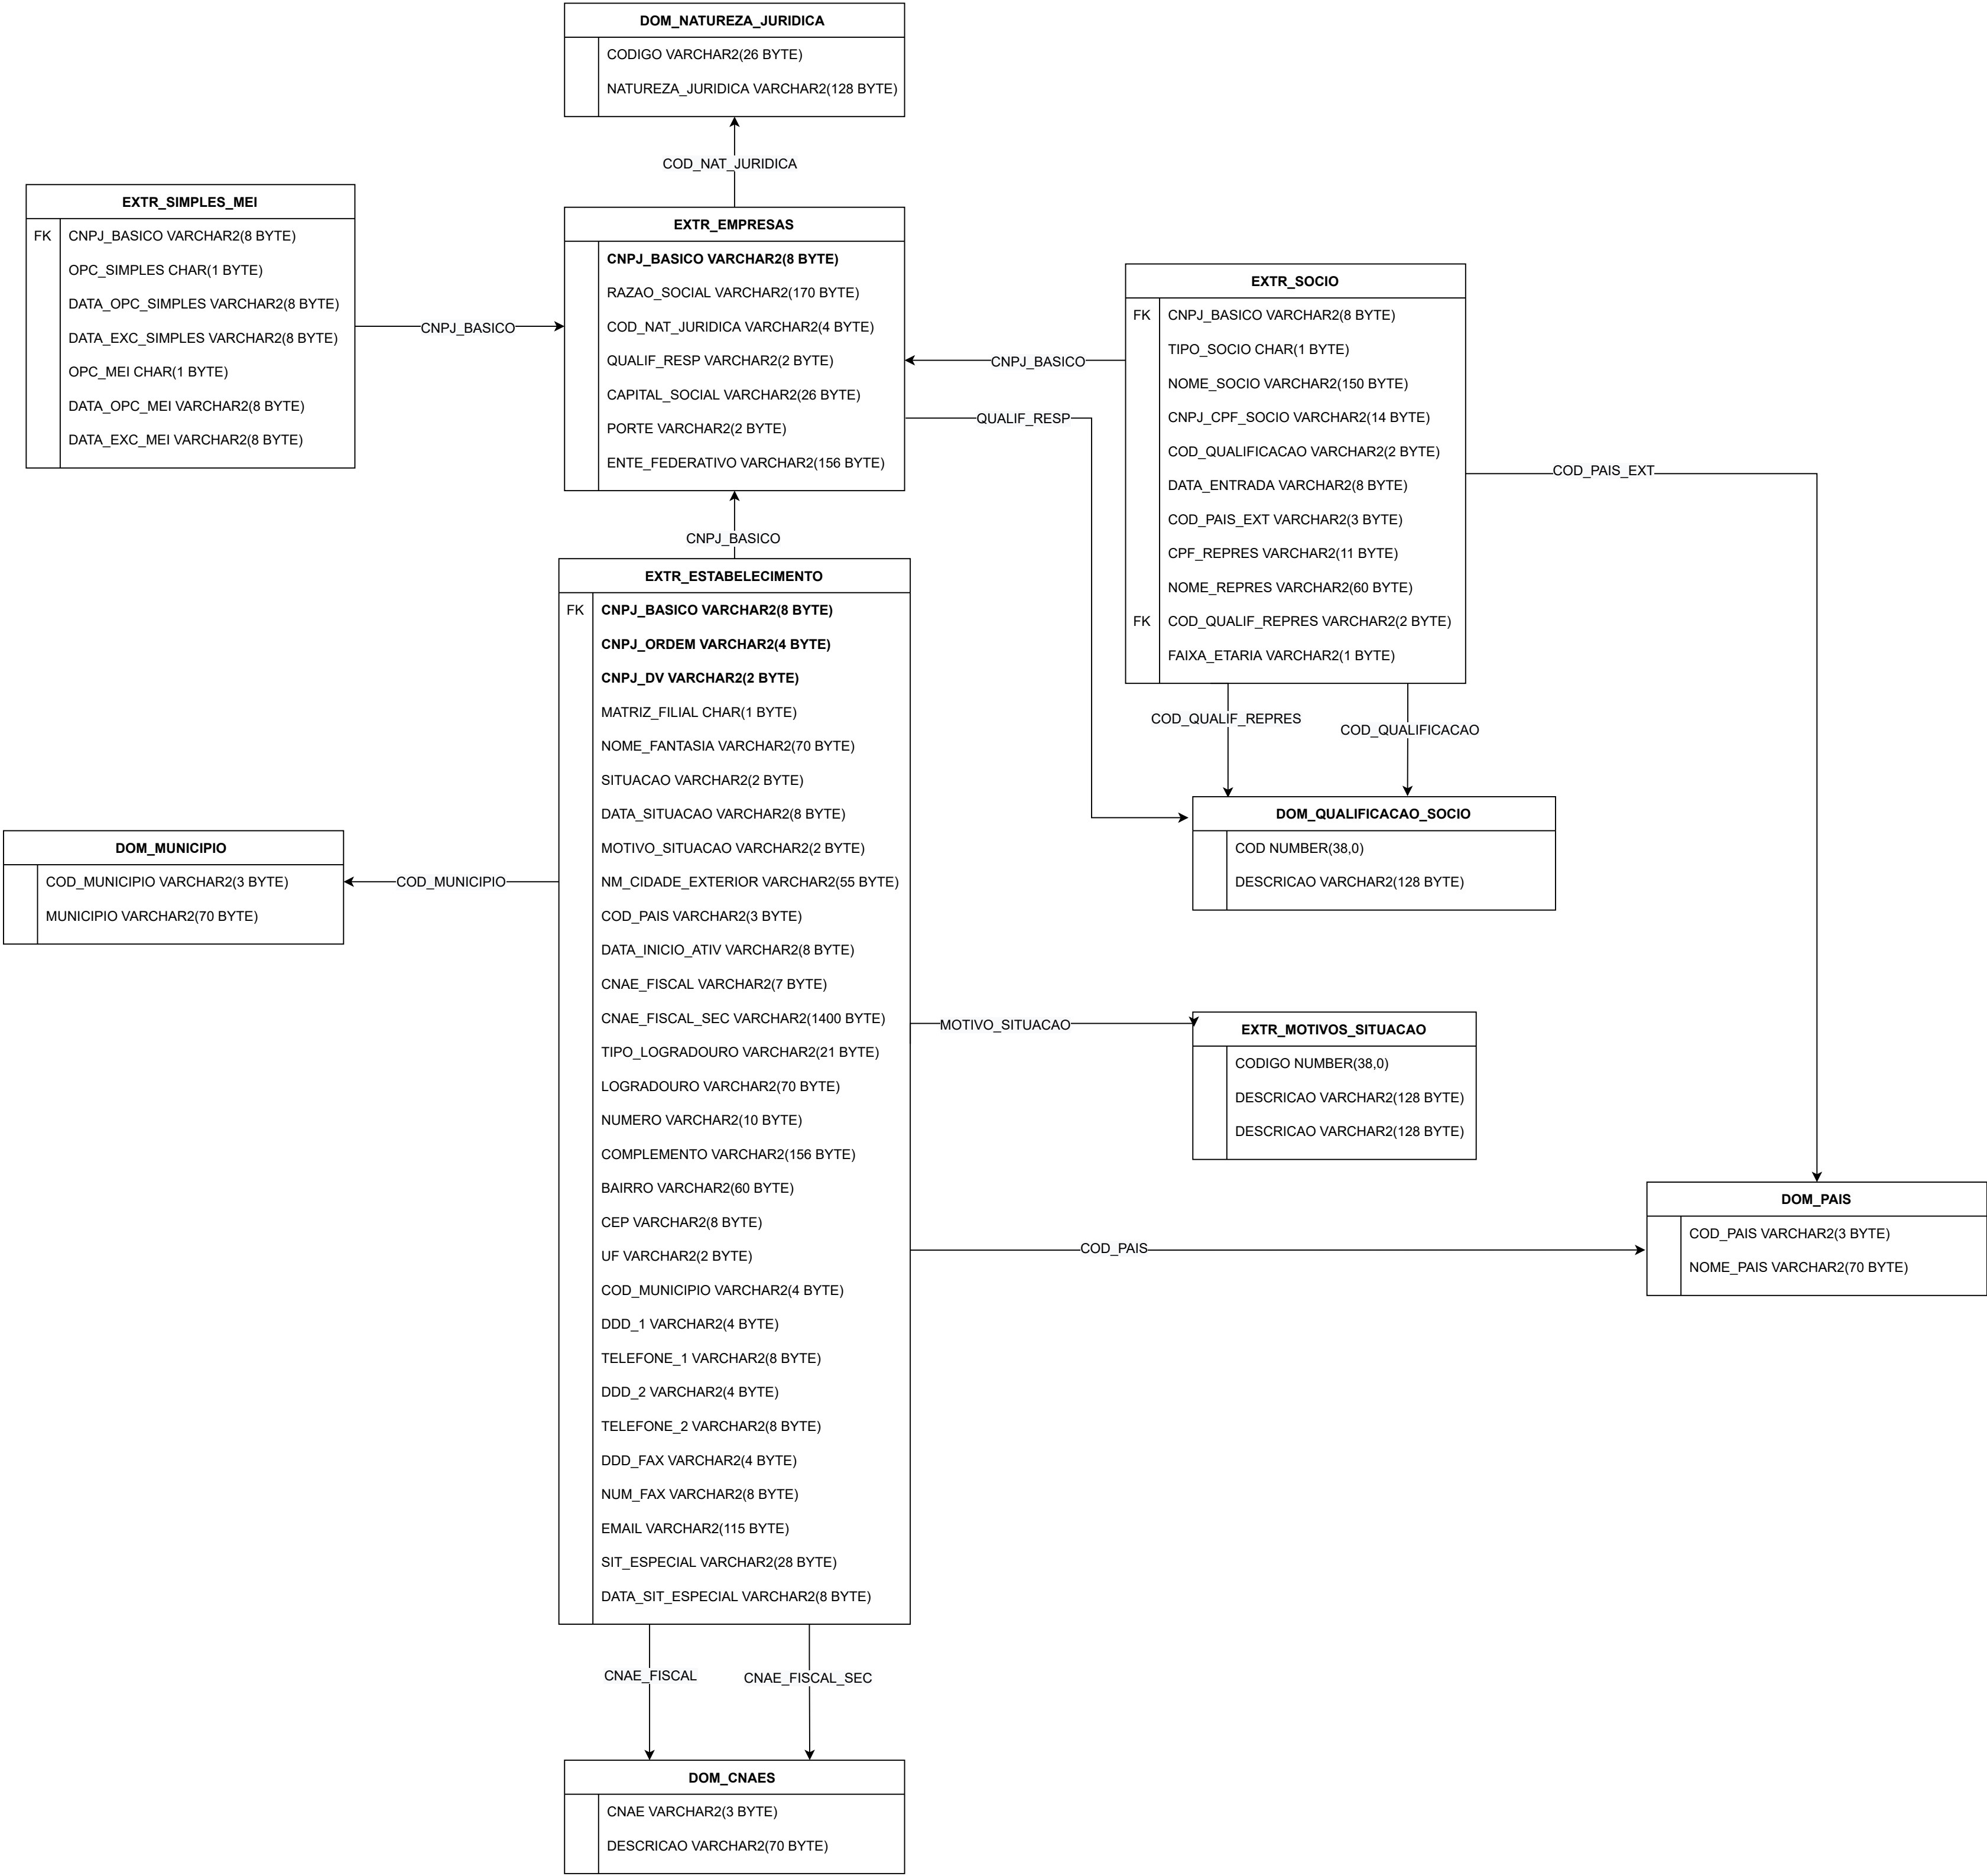 DOM_NATUREZA_JURIDICA
CODIGO VARCHAR2(26 BYTE)
NATUREZA_JURIDICA VARCHAR2(128 BYTE)
COD_NAT_JURIDICA
EXTR_SIMPLES_MEI
FK CNPJ_BASICO VARCHAR2(8 BYTE)
OPC_SIMPLES CHAR(1 BYTE)
DATA_OPC_SIMPLES VARCHAR2(8 BYTE)
DATA_EXC_SIMPLES VARCHAR2(8 BYTE)
OPC_MEI CHAR(1 BYTE)
DATA_OPC_MEI VARCHAR2(8 BYTE)
DATA_EXC_MEI VARCHAR2(8 BYTE)
CNPJ_BASICO
EXTR_EMPRESAS
CNPJ_BASICO VARCHAR2(8 BYTE)
RAZAO_SOCIAL VARCHAR2(170 BYTE)
COD_NAT_JURIDICA VARCHAR2(4 BYTE)
QUALIF_RESP VARCHAR2(2 BYTE)
CAPITAL_SOCIAL VARCHAR2(26 BYTE)
PORTE VARCHAR2(2 BYTE)
ENTE_FEDERATIVO VARCHAR2(156 BYTE)
CNPJ_BASICO
QUALIF_RESP
EXTR_SOCIO
FK CNPJ_BASICO VARCHAR2(8 BYTE)
TIPO_SOCIO CHAR(1 BYTE)
NOME_SOCIO VARCHAR2(150 BYTE)
CNPJ_CPF_SOCIO VARCHAR2(14 BYTE)
COD_QUALIFICACAO VARCHAR2(2 BYTE)
DATA_ENTRADA VARCHAR2(8 BYTE)
COD_PAIS_EXT VARCHAR2(3 BYTE)
CPF_REPRES VARCHAR2(11 BYTE)
NOME_REPRES VARCHAR2(60 BYTE)
FK COD_QUALIF_REPRES VARCHAR2(2 BYTE)
FAIXA_ETARIA VARCHAR2(1 BYTE)
COD_PAIS_EXT
COD_QUALIF_REPRES
COD_QUALIFICACAO
CNPJ_BASICO
EXTR_ESTABELECIMENTO
FK CNPJ_BASICO VARCHAR2(8 BYTE)
CNPJ_ORDEM VARCHAR2(4 BYTE)
CNPJ_DV VARCHAR2(2 BYTE)
MATRIZ_FILIAL CHAR(1 BYTE)
NOME_FANTASIA VARCHAR2(70 BYTE)
SITUACAO VARCHAR2(2 BYTE)
DATA_SITUACAO VARCHAR2(8 BYTE)
MOTIVO_SITUACAO VARCHAR2(2 BYTE)
NM_CIDADE_EXTERIOR VARCHAR2(55 BYTE)
COD_PAIS VARCHAR2(3 BYTE)
DATA_INICIO_ATIV VARCHAR2(8 BYTE)
CNAE_FISCAL VARCHAR2(7 BYTE)
CNAE_FISCAL_SEC VARCHAR2(1400 BYTE)
TIPO_LOGRADOURO VARCHAR2(21 BYTE)
LOGRADOURO VARCHAR2(70 BYTE)
NUMERO VARCHAR2(10 BYTE)
COMPLEMENTO VARCHAR2(156 BYTE)
BAIRRO VARCHAR2(60 BYTE)
CEP VARCHAR2(8 BYTE)
UF VARCHAR2(2 BYTE)
COD_MUNICIPIO VARCHAR2(4 BYTE)
DDD_1 VARCHAR2(4 BYTE)
TELEFONE_1 VARCHAR2(8 BYTE)
DDD_2 VARCHAR2(4 BYTE)
TELEFONE_2 VARCHAR2(8 BYTE)
DDD_FAX VARCHAR2(4 BYTE)
NUM_FAX VARCHAR2(8 BYTE)
EMAIL VARCHAR2(115 BYTE)
SIT_ESPECIAL VARCHAR2(28 BYTE)
DATA_SIT_ESPECIAL VARCHAR2(8 BYTE)
DOM_MUNICIPIO
COD_MUNICIPIO VARCHAR2(3 BYTE)
MUNICIPIO VARCHAR2(70 BYTE)
COD_MUNICIPIO
DOM_QUALIFICACAO_SOCIO
COD NUMBER(38,0)
DESCRICAO VARCHAR2(128 BYTE)
MOTIVO_SITUACAO
EXTR_MOTIVOS_SITUACAO
CODIGO NUMBER(38,0)
DESCRICAO VARCHAR2(128 BYTE)
DESCRICAO VARCHAR2(128 BYTE)
COD_PAIS
DOM_PAIS
COD_PAIS VARCHAR2(3 BYTE)
NOME_PAIS VARCHAR2(70 BYTE)
CNAE_FISCAL
CNAE_FISCAL_SEC
DOM_CNAES
CNAE VARCHAR2(3 BYTE)
DESCRICAO VARCHAR2(70 BYTE)